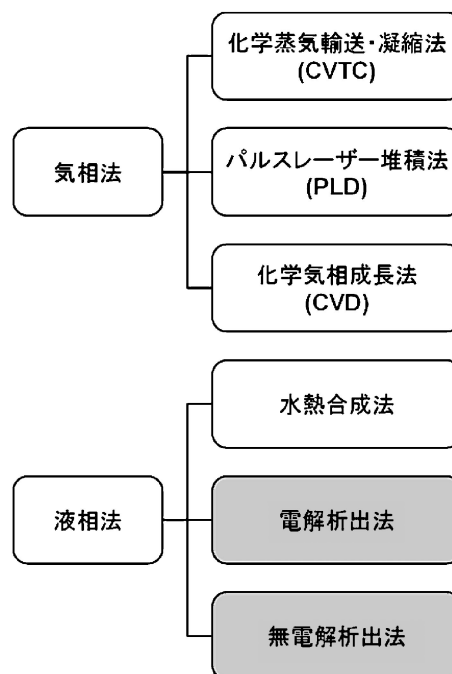 化学蒸気輸送・凝縮法
(CVTC)
気相法
パルスレーザー堆積法
(PLD)
化学気相成長法
(CVD)
水熱合成法
液相法
電解析出法
無電解析出法